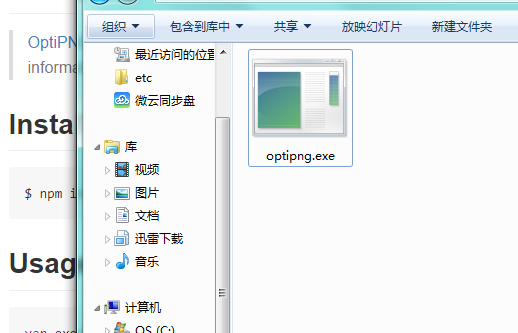 组织 ▼ 包含到库中 ▼ 共享 ▼ 放映幻灯片 新建文件夹
OptiPN
informa
Insta
$ npm i
Usag
最近访问的位置
etc
微云同步盘
库
视频
图片
文档
迅雷下载
音乐
计算机
OS (C:)
optipng.exe